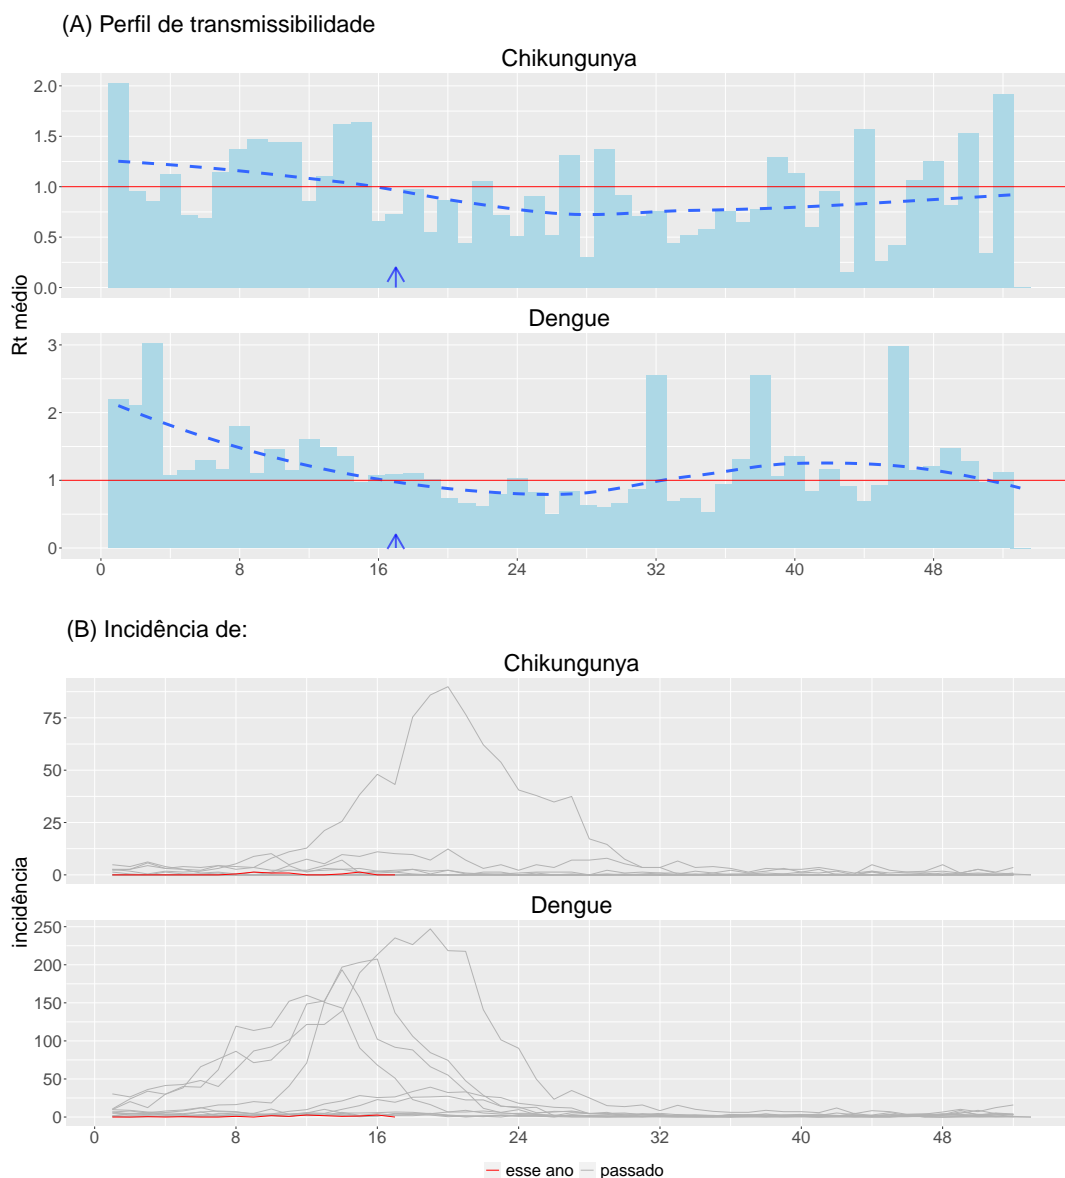 (A) Perfil de transmissibilidade
Chikungunya
2.0
1.5
1.0
0.5
0.0
Rt médio
Dengue
3
2
1
0
0 8 16 24 32 40 48
(B) Incidência de:
Chikungunya
75
50
25
0
incidência
Dengue
250
200
150
100
50
0
0 8 16 24 32 40 48
esse ano passado